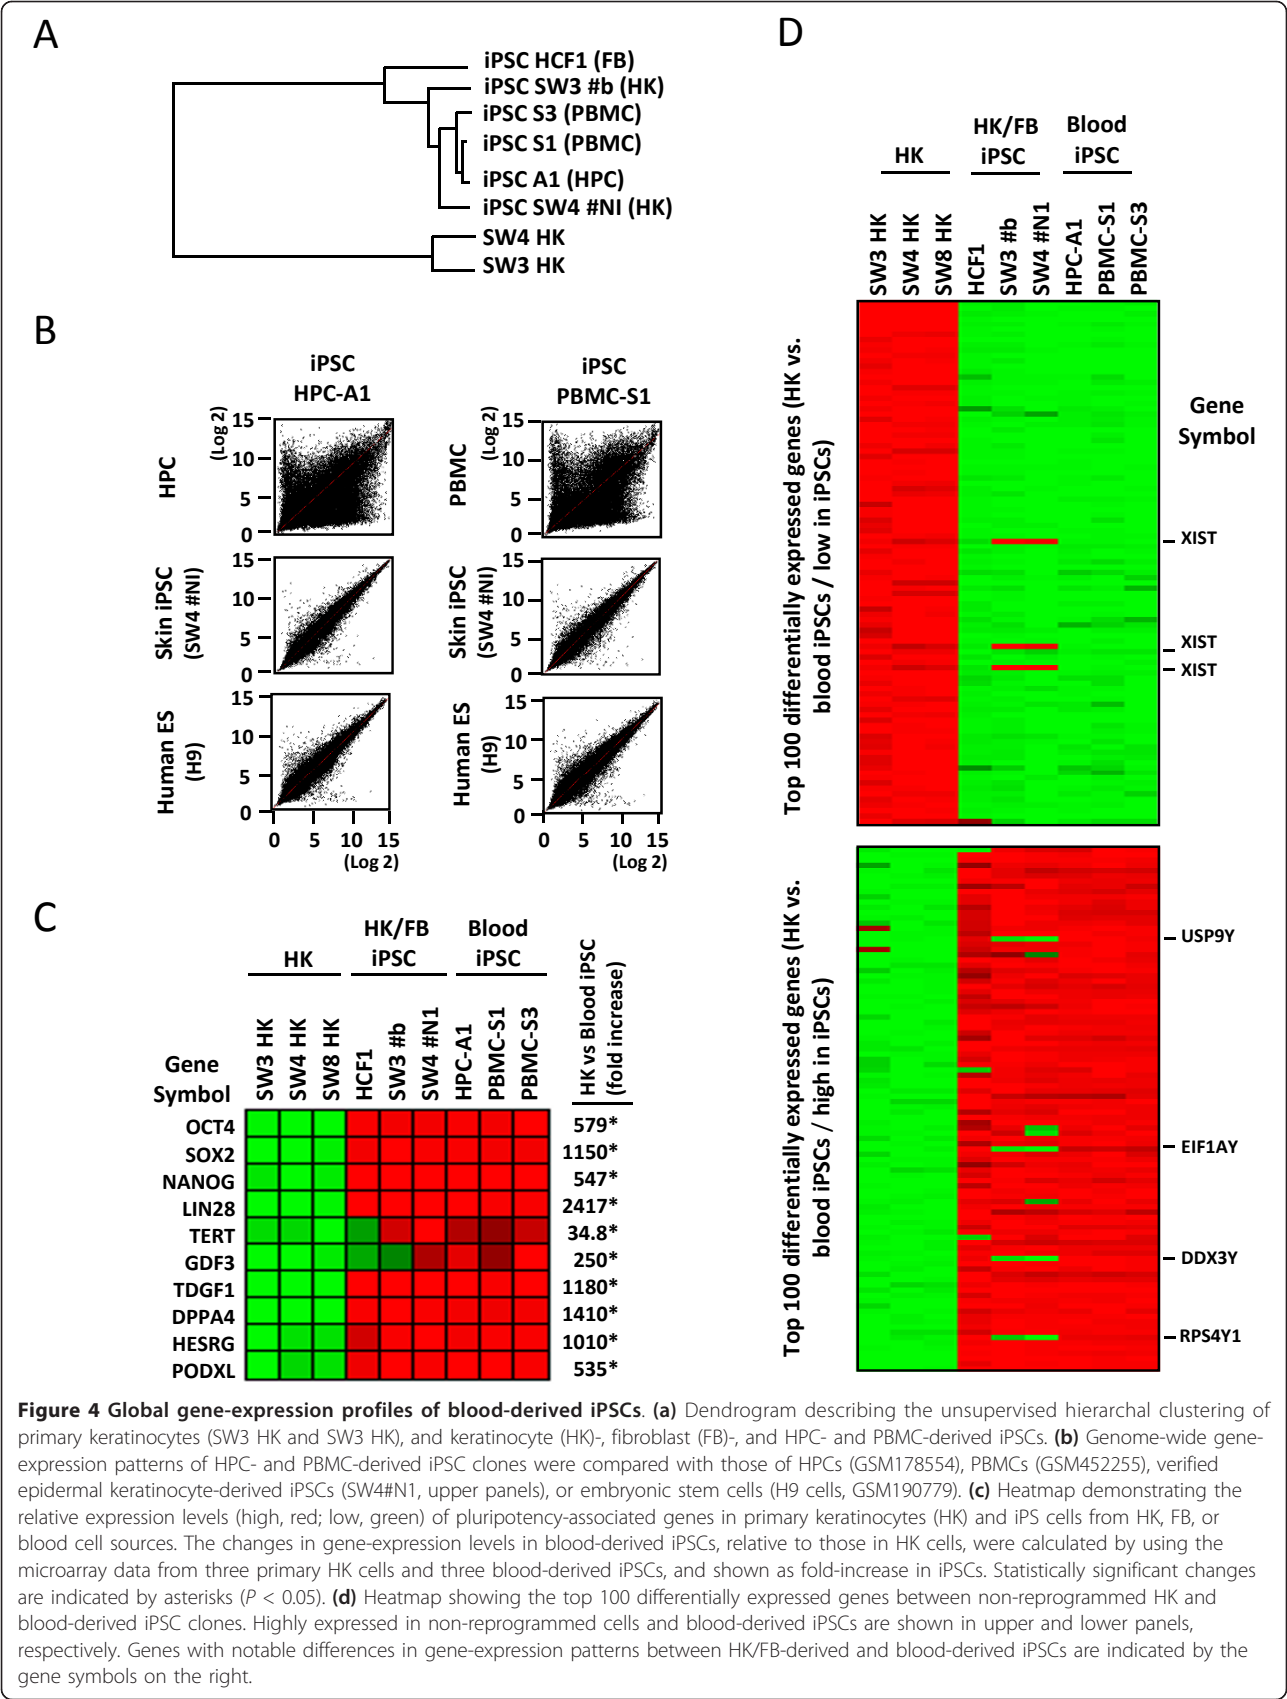 A
iPSC HCF1 (FB)
iPSC SW3 #b (HK)
iPSC S3 (PBMC)
iPSC S1 (PBMC)
iPSC A1 (HPC)
iPSC SW4 #NI (HK)
SW4 HK
SW3 HK
B
iPSC
HPC-A1
iPSC
PBMC-S1
(Log 2)
15
10
5
0
HPC
(Log 2)
15
10
5
0
PBMC
15
10
5
0
Skin iPSC
(SW4 #NI)
15
10
5
0
Skin iPSC
(SW4 #NI)
15
10
5
0
Human ES
(H9)
15
10
5
0
Human ES
(H9)
0 5 10 15
(Log 2)
0 5 10 15
(Log 2)
C
HK
HK/FB
iPSC
Blood
iPSC
HK vs Blood iPSC
(fold increase)
Gene
Symbol
SW3 HK
SW4 HK
SW8 HK
HCF1
SW3 #b
SW4 #N1
HPC-A1
PBMC-S1
PBMC-S3
OCT4 579*
SOX2 1150*
NANOG 547*
LIN28 2417*
TERT 34.8*
GDF3 250*
TDGF1 1180*
DPPA4 1410*
HESRG 1010*
PODXL 535*
D
HK
HK/FB
iPSC
Blood
iPSC
SW3 HK
SW4 HK
SW8 HK
HCF1
SW3 #b
SW4 #N1
HPC-A1
PBMC-S1
PBMC-S3
Top 100 differentially expressed genes (HK vs.
blood iPSCs / low in iPSCs)
Gene
Symbol
XIST
XIST
XIST
Top 100 differentially expressed genes (HK vs.
blood iPSCs / high in iPSCs)
USP9Y
EIF1AY
DDX3Y
RPS4Y1
Figure 4 Global gene-expression profiles of blood-derived iPSCs. (a) Dendrogram describing the unsupervised hierarchal clustering of
primary keratinocytes (SW3 HK and SW3 HK), and keratinocyte (HK)-, fibroblast (FB)-, and HPC- and PBMC-derived iPSCs. (b) Genome-wide gene-
expression patterns of HPC- and PBMC-derived iPSC clones were compared with those of HPCs (GSM178554), PBMCs (GSM452255), verified
epidermal keratinocyte-derived iPSCs (SW4#N1, upper panels), or embryonic stem cells (H9 cells, GSM190779). (c) Heatmap demonstrating the
relative expression levels (high, red; low, green) of pluripotency-associated genes in primary keratinocytes (HK) and iPS cells from HK, FB, or
blood cell sources. The changes in gene-expression levels in blood-derived iPSCs, relative to those in HK cells, were calculated by using the
microarray data from three primary HK cells and three blood-derived iPSCs, and shown as fold-increase in iPSCs. Statistically significant changes
are indicated by asterisks (P < 0.05). (d) Heatmap showing the top 100 differentially expressed genes between non-reprogrammed HK and
blood-derived iPSC clones. Highly expressed in non-reprogrammed cells and blood-derived iPSCs are shown in upper and lower panels,
respectively. Genes with notable differences in gene-expression patterns between HK/FB-derived and blood-derived iPSCs are indicated by the
gene symbols on the right.